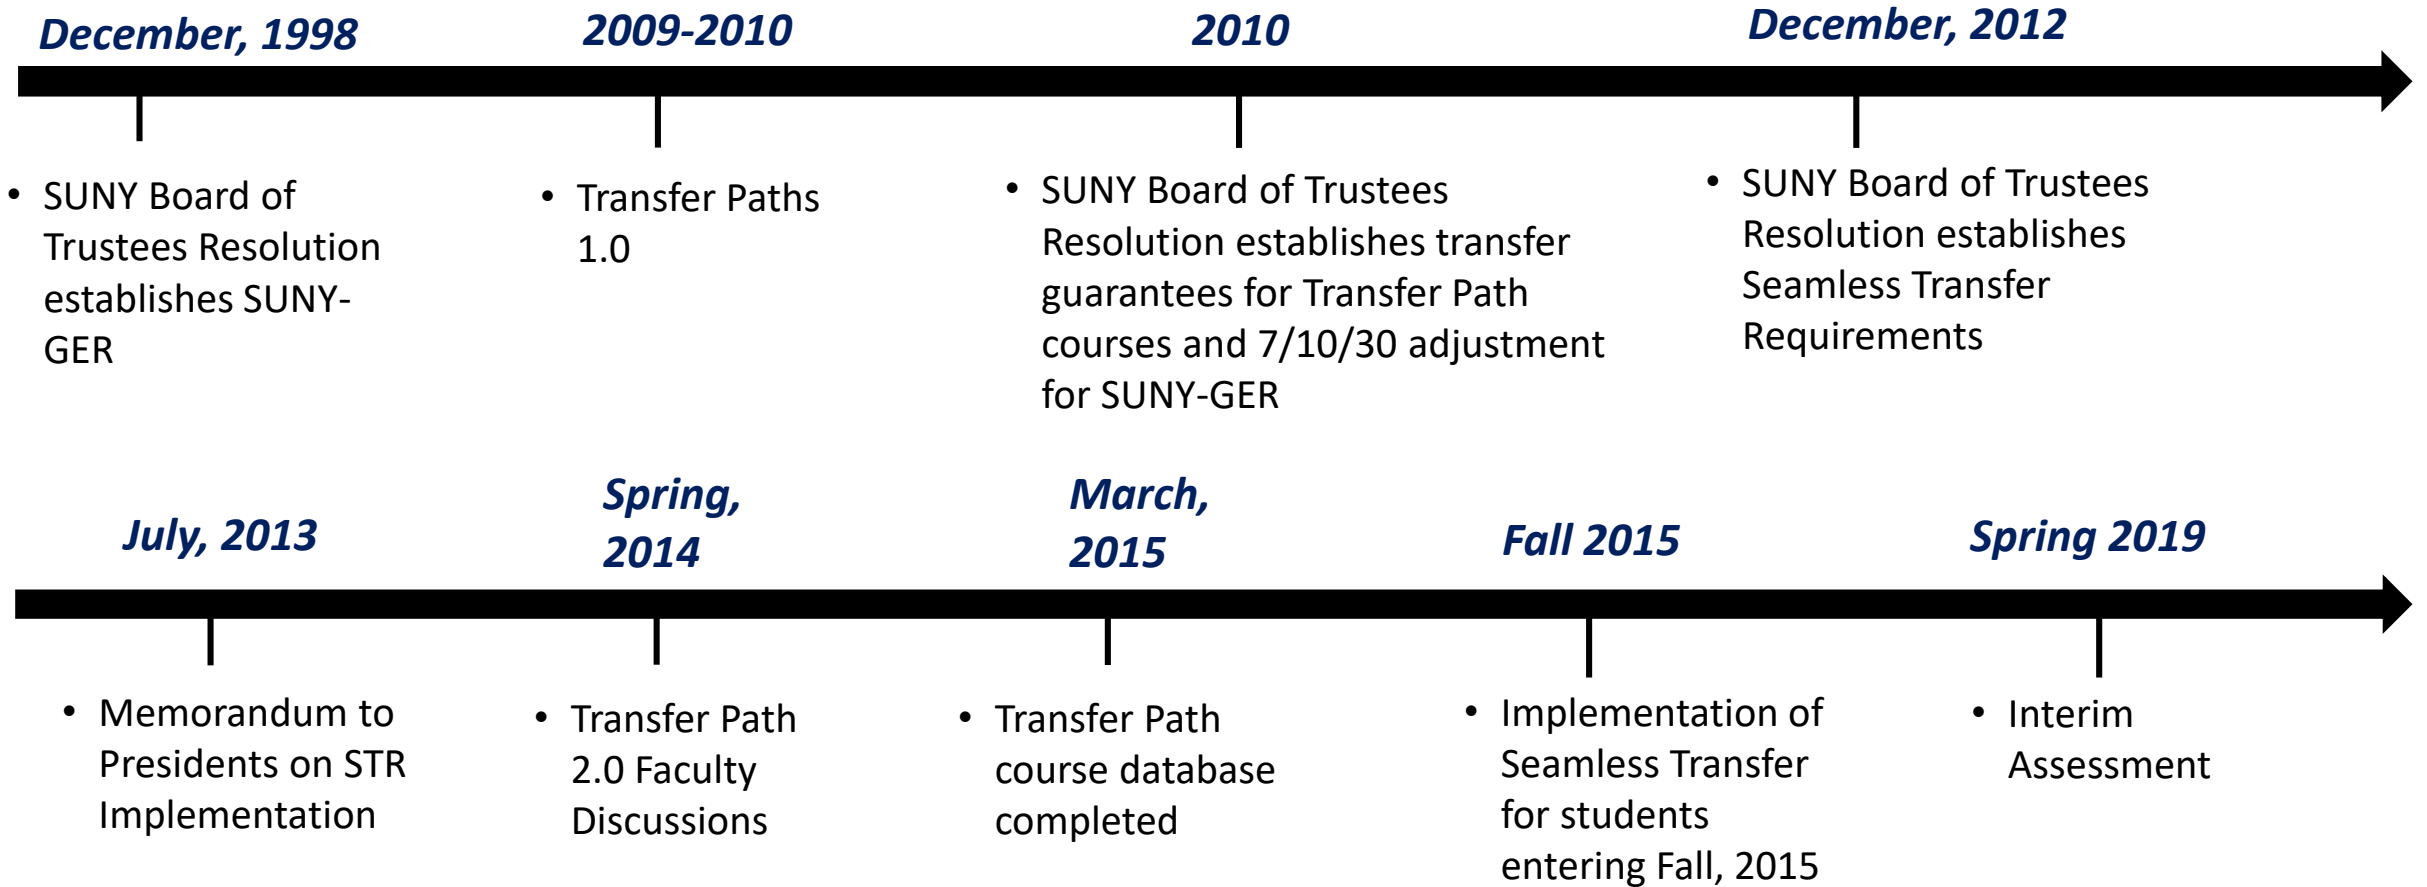 December, 1998
2009-2010
2010
December, 2012
• SUNY Board of
Trustees Resolution
establishes SUNY-
GER
• Transfer Paths
1.0
• SUNY Board of Trustees
Resolution establishes transfer
guarantees for Transfer Path
courses and 7/10/30 adjustment
for SUNY-GER
• SUNY Board of Trustees
Resolution establishes
Seamless Transfer
Requirements
July, 2013
Spring,
2014
March,
2015
Fall 2015
Spring 2019
• Memorandum to
Presidents on STR
Implementation
• Transfer Path
2.0 Faculty
Discussions
• Transfer Path
course database
completed
• Implementation of
Seamless Transfer
for students
entering Fall, 2015
• Interim
Assessment